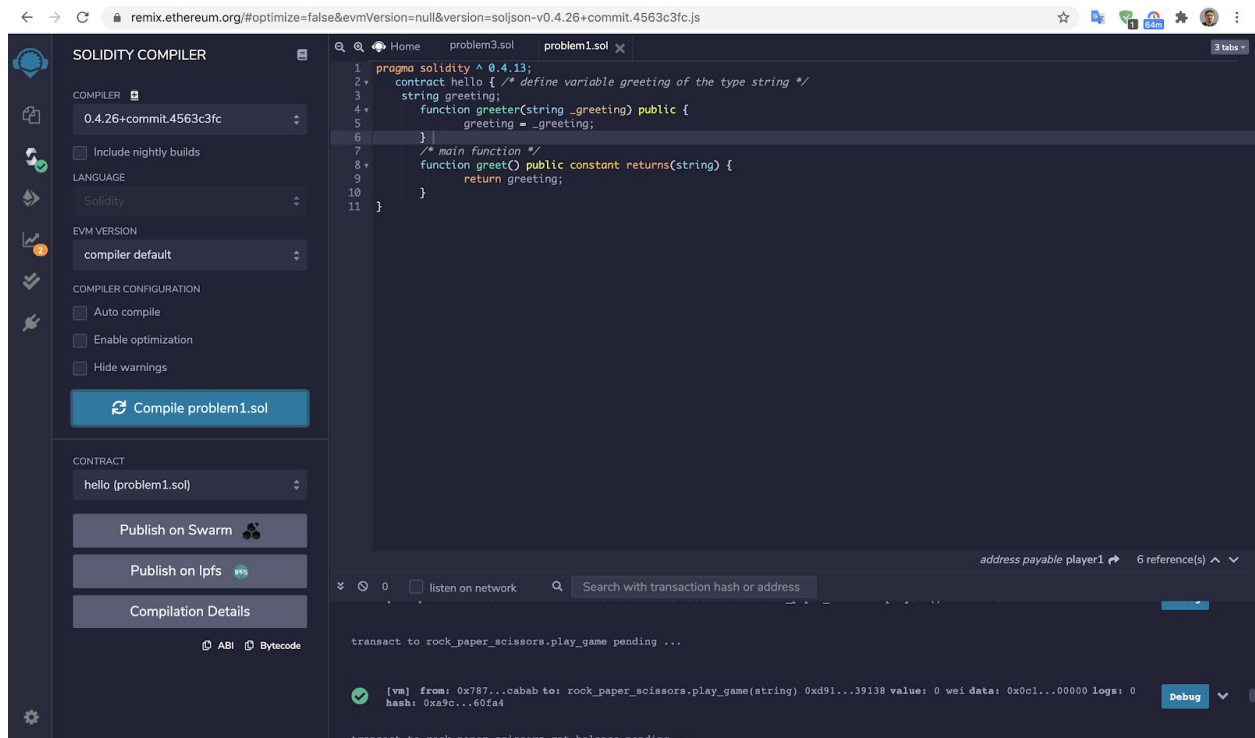 remix.ethereum.org/#optimize=false&evmVersion=null&version=soljson-v0.4.26+commit.4563c3fc.js
1
64m
SOLIDITY COMPILER
COMPILER
0.4.26+commit.4563c3fc
Include nightly builds
LANGUAGE
Solidity
EVM VERSION
compiler default
COMPILER CONFIGURATION
Auto compile
Enable optimization
Hide warnings
Compile problem1.sol
CONTRACT
hello (problem1.sol)
Publish on Swarm
Publish on Ipfs
IPFS
Compilation Details
ABI Bytecode
2
Home problem3.sol problem1.sol
3 tabs
1 pragma solidity ^ 0.4.13;
2 contract hello { /* define variable greeting of the type string */
3 string greeting;
4 function greeter(string _greeting) public {
5 greeting = _greeting;
6 }
7 /* main function */
8 function greet() public constant returns(string) {
9 return greeting;
10 }
11 }
address payable player1 6 reference(s)
0 listen on network Search with transaction hash or address
transact to rock_paper_scissors.play_game pending ...
[vm] from: 0x787...cabab to: rock_paper_scissors.play_game(string) 0xd91...39138 value: 0 wei data: 0x0c1...00000 logs: 0
hash: 0xa9c...60fa4
Debug